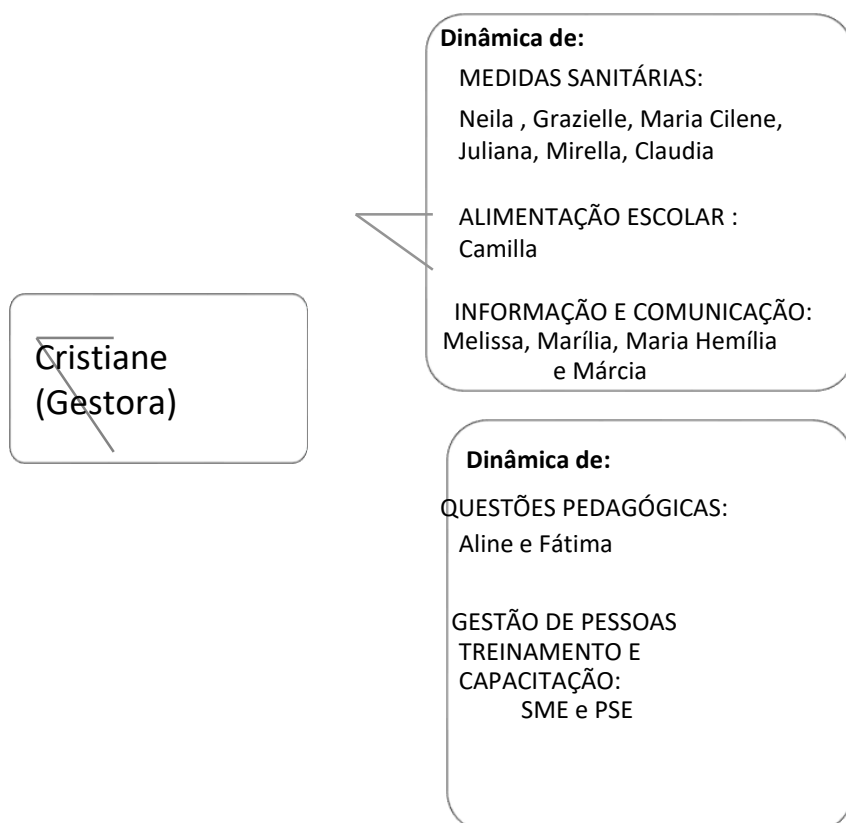 Cristiane
(Gestora)
Dinâmica de:
MEDIDAS SANITÁRIAS:
Neila , Grazielle, Maria Cilene,
Juliana, Mirella, Claudia
ALIMENTAÇÃO ESCOLAR :
Camilla
INFORMAÇÃO E COMUNICAÇÃO:
Melissa, Marília, Maria Hemília
e Márcia
Dinâmica de:
QUESTÕES PEDAGÓGICAS:
Aline e Fátima
GESTÃO DE PESSOAS
TREINAMENTO E
CAPACITAÇÃO:
SME e PSE